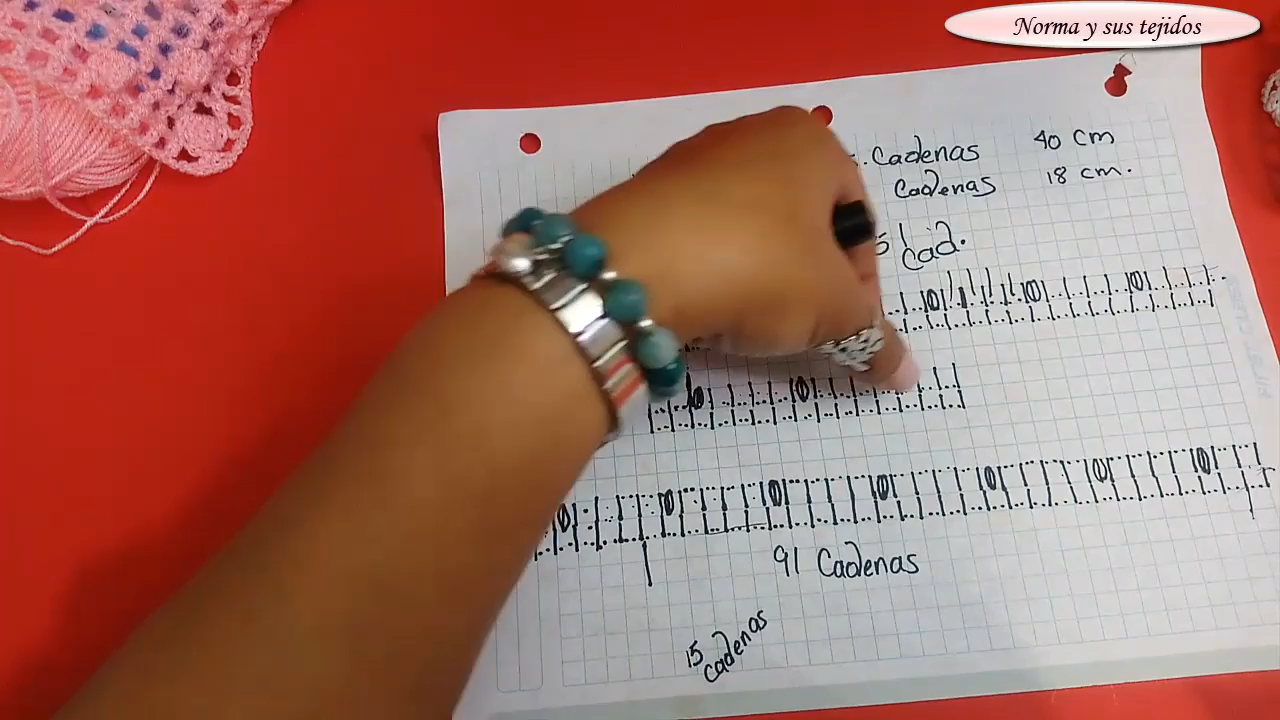 Norma y sus tejidos
Cadenas 40 cm
Cadenas 18 cm.
Cad.
91 Cadenas
15
cadenas